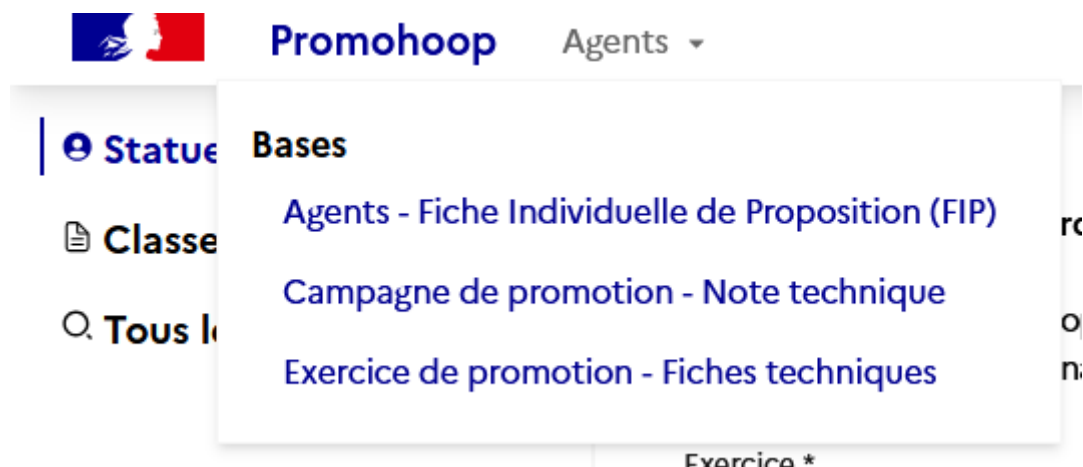 Promohoop Agents
Bases
Statue
Agents - Fiche Individuelle de Proposition (FIP)
Classe
Campagne de promotion - Note technique
Tous
Exercice de promotion - Fiches techniques
Exercice *